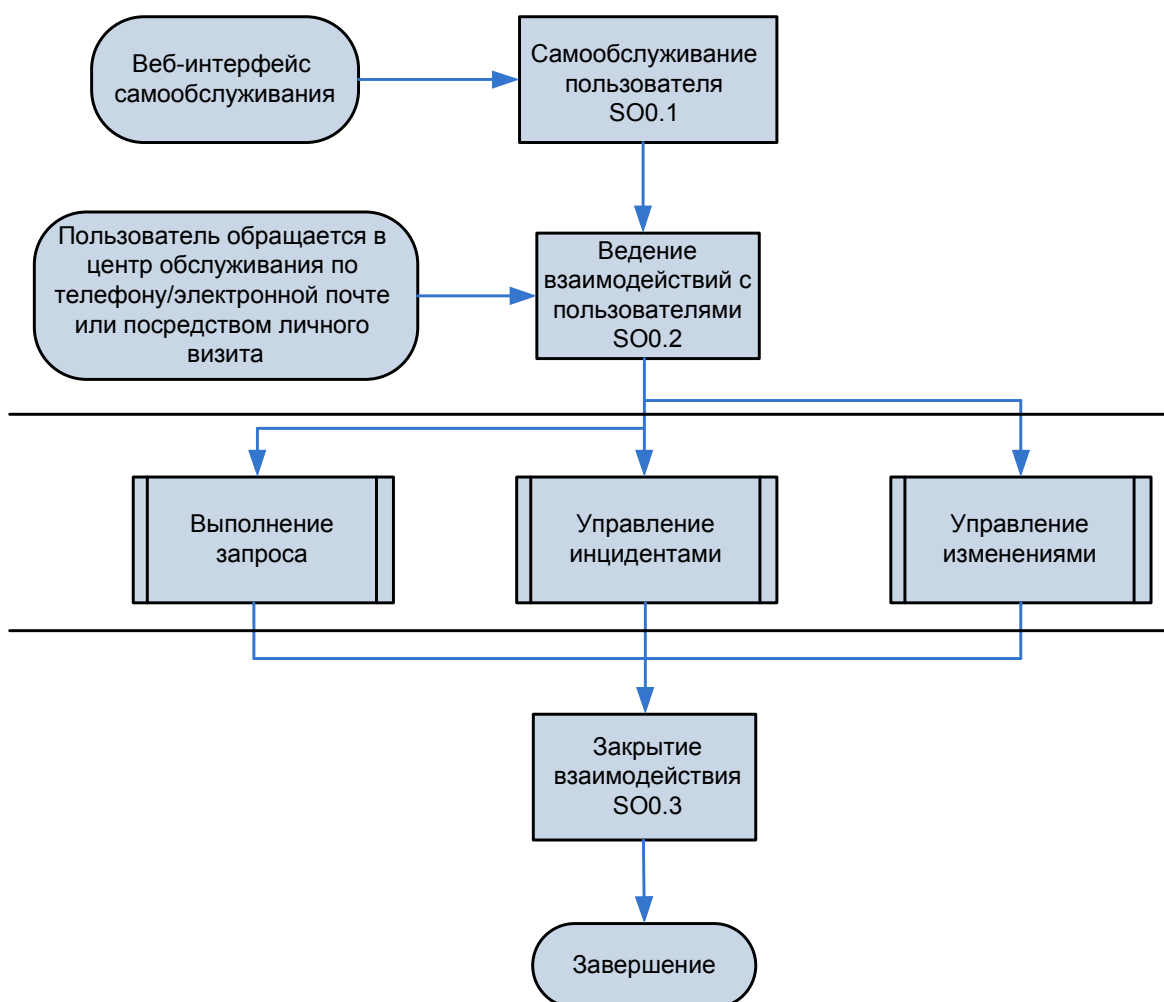 Веб-интерфейс
самообслуживания
Самообслуживание
пользователя
SO0.1
Пользователь обращается в
центр обслуживания по
телефону/электронной почте
или посредством личного
визита
Ведение
взаимодействий с
пользователями
SO0.2
Выполнение
запроса
Управление
инцидентами
Управление
изменениями
Закрытие
взаимодействия
SO0.3
Завершение